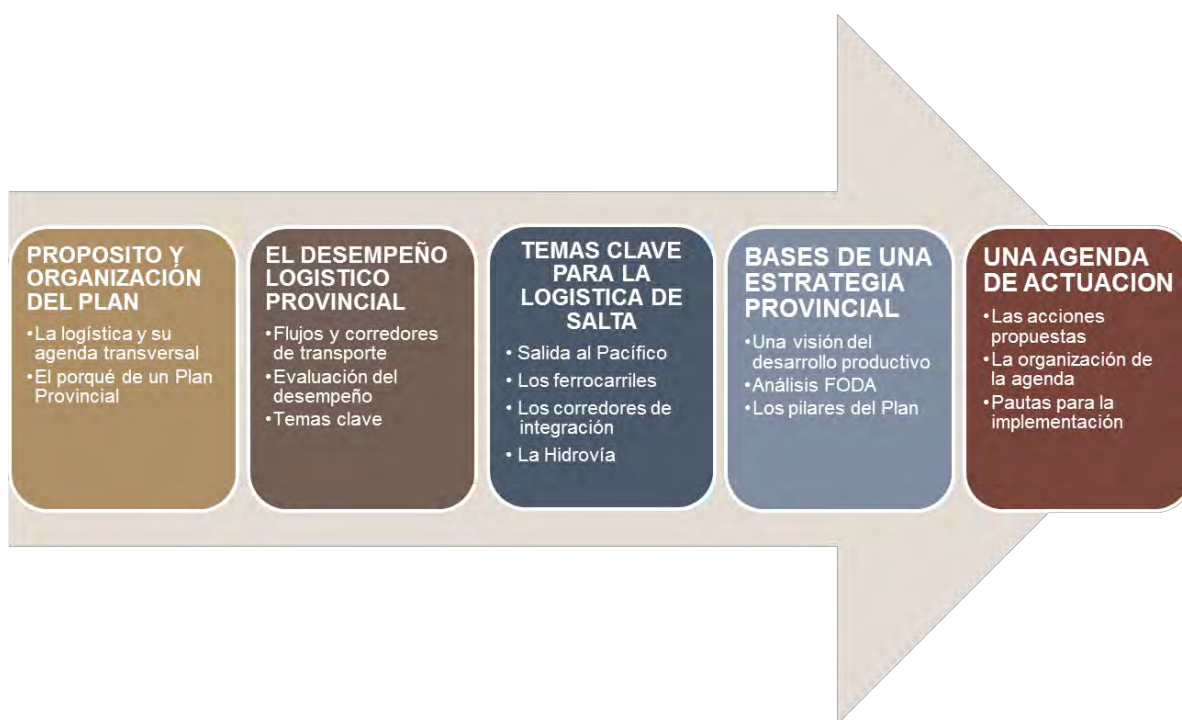 PROPOSITO Y
ORGANIZACIÓN
DEL PLAN
•La logística y su
agenda transversal
•El porqué de un Plan
Provincial
EL DESEMPEÑO
LOGISTICO
PROVINCIAL
•Flujos y corredores
de transporte
•Evaluación del
desempeño
•Temas clave
TEMAS CLAVE
PARA LA
LOGISTICA DE
SALTA
• Salida al Pacífico
• Los ferrocarriles
• Los corredores de
integración
• La Hidrovía
BASES DE UNA
ESTRATEGIA
PROVINCIAL
•Una visión del
desarrollo productivo
•Análisis FODA
•Los pilares del Plan
UNA AGENDA
DE ACTUACION
•Las acciones
propuestas
•La organización de
la agenda
•Pautas para la
implementación